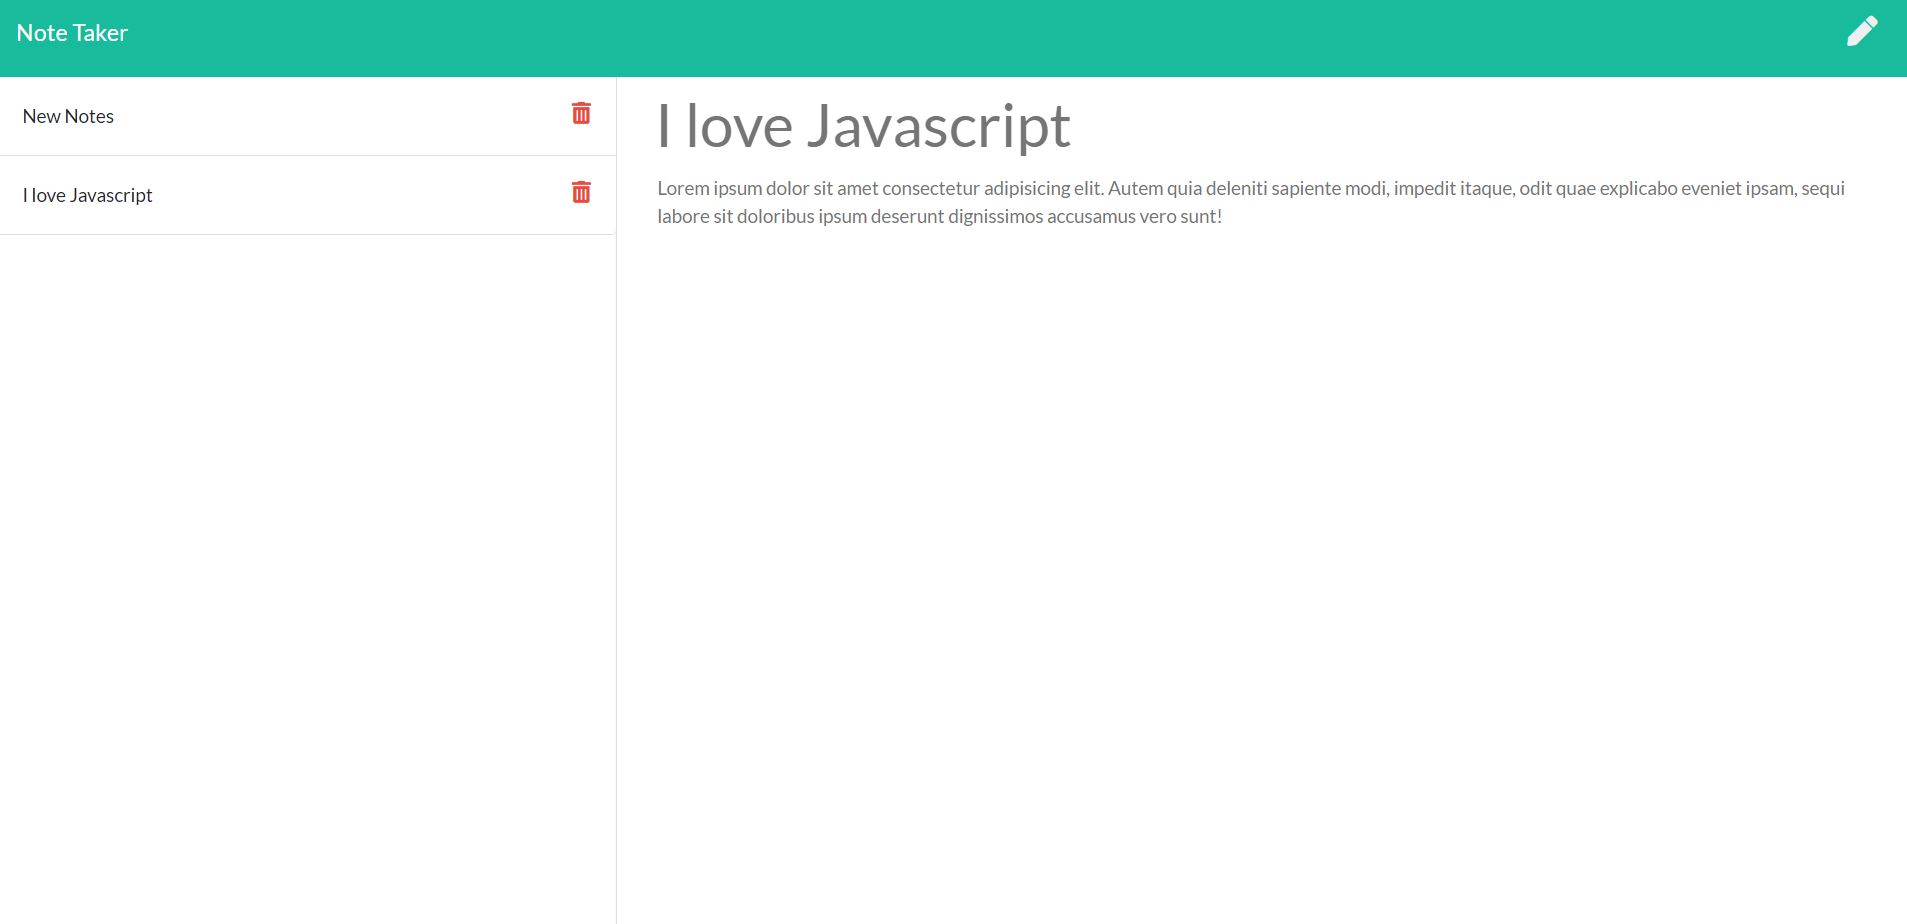 Note Taker
New Notes
I love Javascript
I love Javascript
Lorem ipsum dolor sit amet consectetur adipisicing elit. Autem quia deleniti sapiente modi, impedit itaque, odit quae explicabo eveniet ipsam, sequi
labore sit doloribus ipsum deserunt dignissimos accusamus vero sunt!